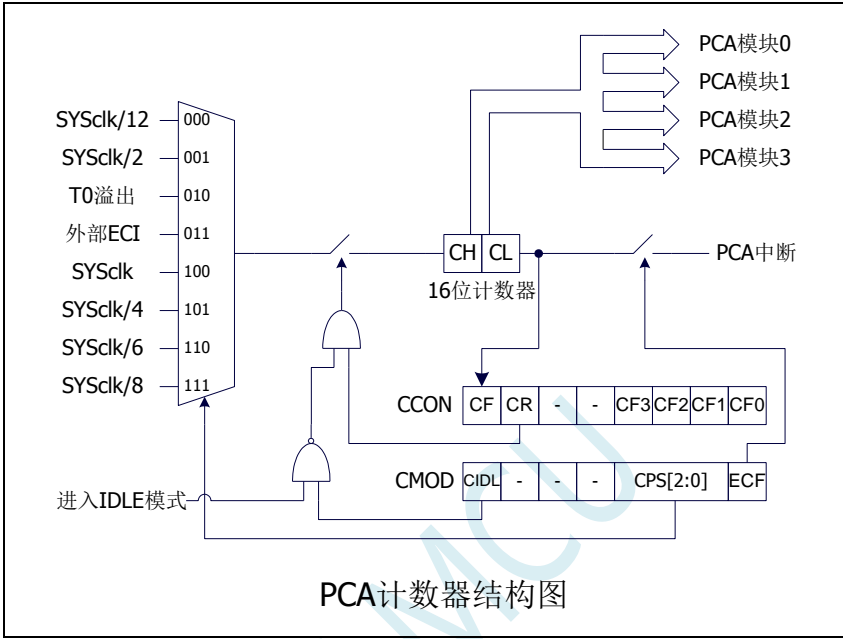 PCA模块0
PCA模块1
PCA模块2
PCA模块3
SYSclk/12 000
SYSclk/2 001
T0溢出 010
外部ECI 011
SYSclk 100
SYSclk/4 101
SYSclk/6 110
SYSclk/8 111
CH CL
PCA中断
16位计数器
CCON CF CR - - CF3 CF2 CF1 CF0
CMOD CIDL - - - CPS[2:0] ECF
进入IDLE模式
MCU
PCA计数器结构图